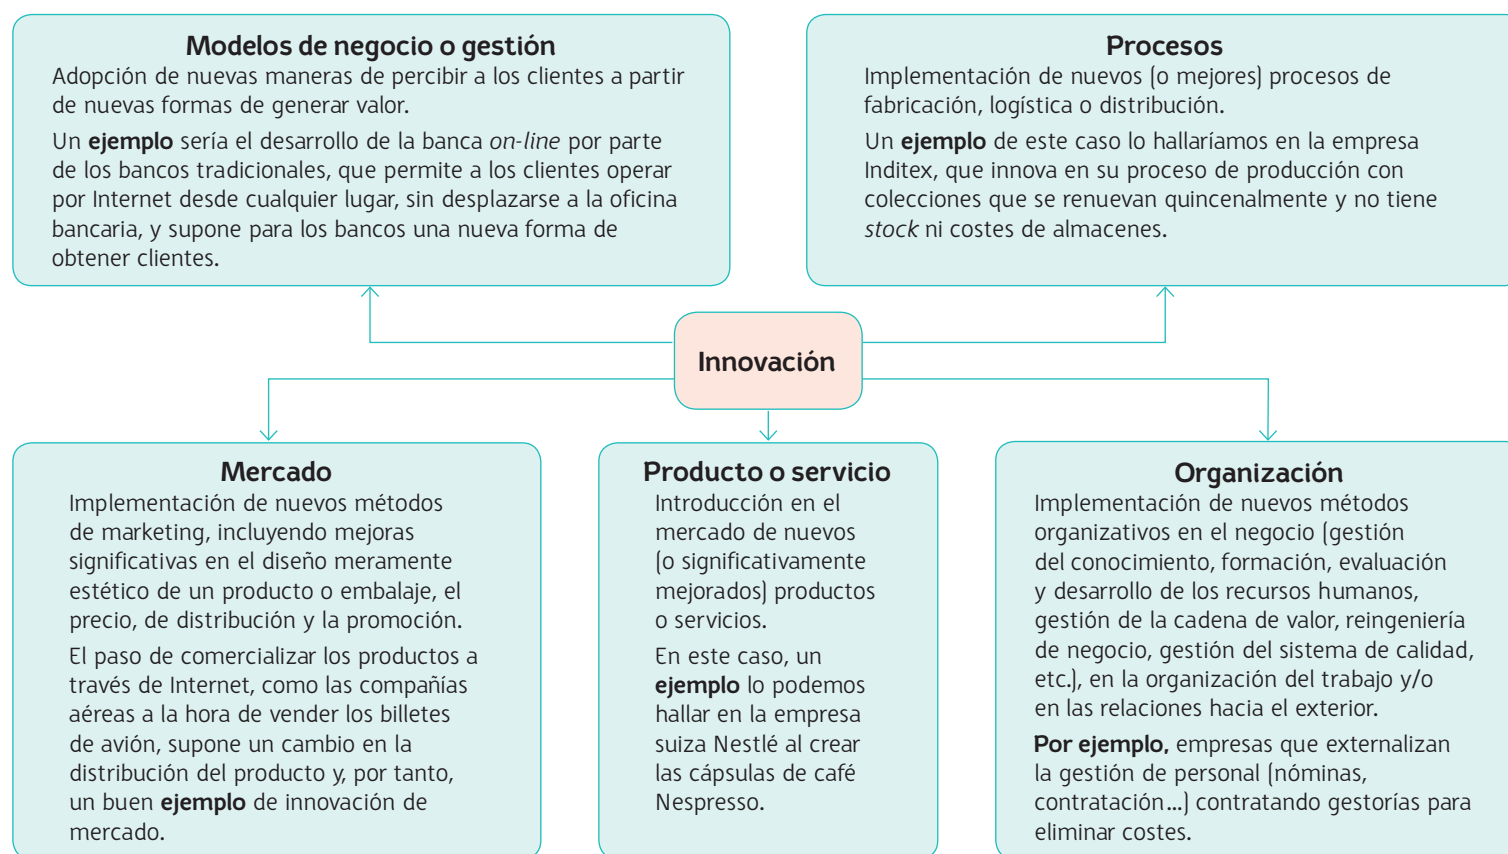 Modelos de negocio o gestión
Adopción de nuevas maneras de percibir a los clientes a partir
de nuevas formas de generar valor.
Un ejemplo sería el desarrollo de la banca on-line por parte
de los bancos tradicionales, que permite a los clientes operar
por Internet desde cualquier lugar, sin desplazarse a la oficina
bancaria, y supone para los bancos una nueva forma de
obtener clientes.
Procesos
Implementación de nuevos (o mejores) procesos de
fabricación, logística o distribución.
Un ejemplo de este caso lo hallaríamos en la empresa
Inditex, que innova en su proceso de producción con
colecciones que se renuevan quincenalmente y no tiene
stock ni costes de almacenes.
Innovación
Mercado
Implementación de nuevos métodos
de marketing, incluyendo mejoras
significativas en el diseño meramente
estético de un producto o embalaje, el
precio, de distribución y la promoción.
El paso de comercializar los productos a
través de Internet, como las compañías
aéreas a la hora de vender los billetes
de avión, supone un cambio en la
distribución del producto y, por tanto,
un buen ejemplo de innovación de
mercado.
Producto o servicio
Introducción en el
mercado de nuevos
(o significativamente
mejorados) productos
o servicios.
En este caso, un
ejemplo lo podemos
hallar en la empresa
suiza Nestlé al crear
las cápsulas de café
Nespresso.
Organización
Implementación de nuevos métodos
organizativos en el negocio (gestión
del conocimiento, formación, evaluación
y desarrollo de los recursos humanos,
gestión de la cadena de valor, reingeniería
de negocio, gestión del sistema de calidad,
etc.), en la organización del trabajo y/o
en las relaciones hacia el exterior.
Por ejemplo, empresas que externalizan
la gestión de personal (nóminas,
contratación...) contratando gestorías para
eliminar costes.